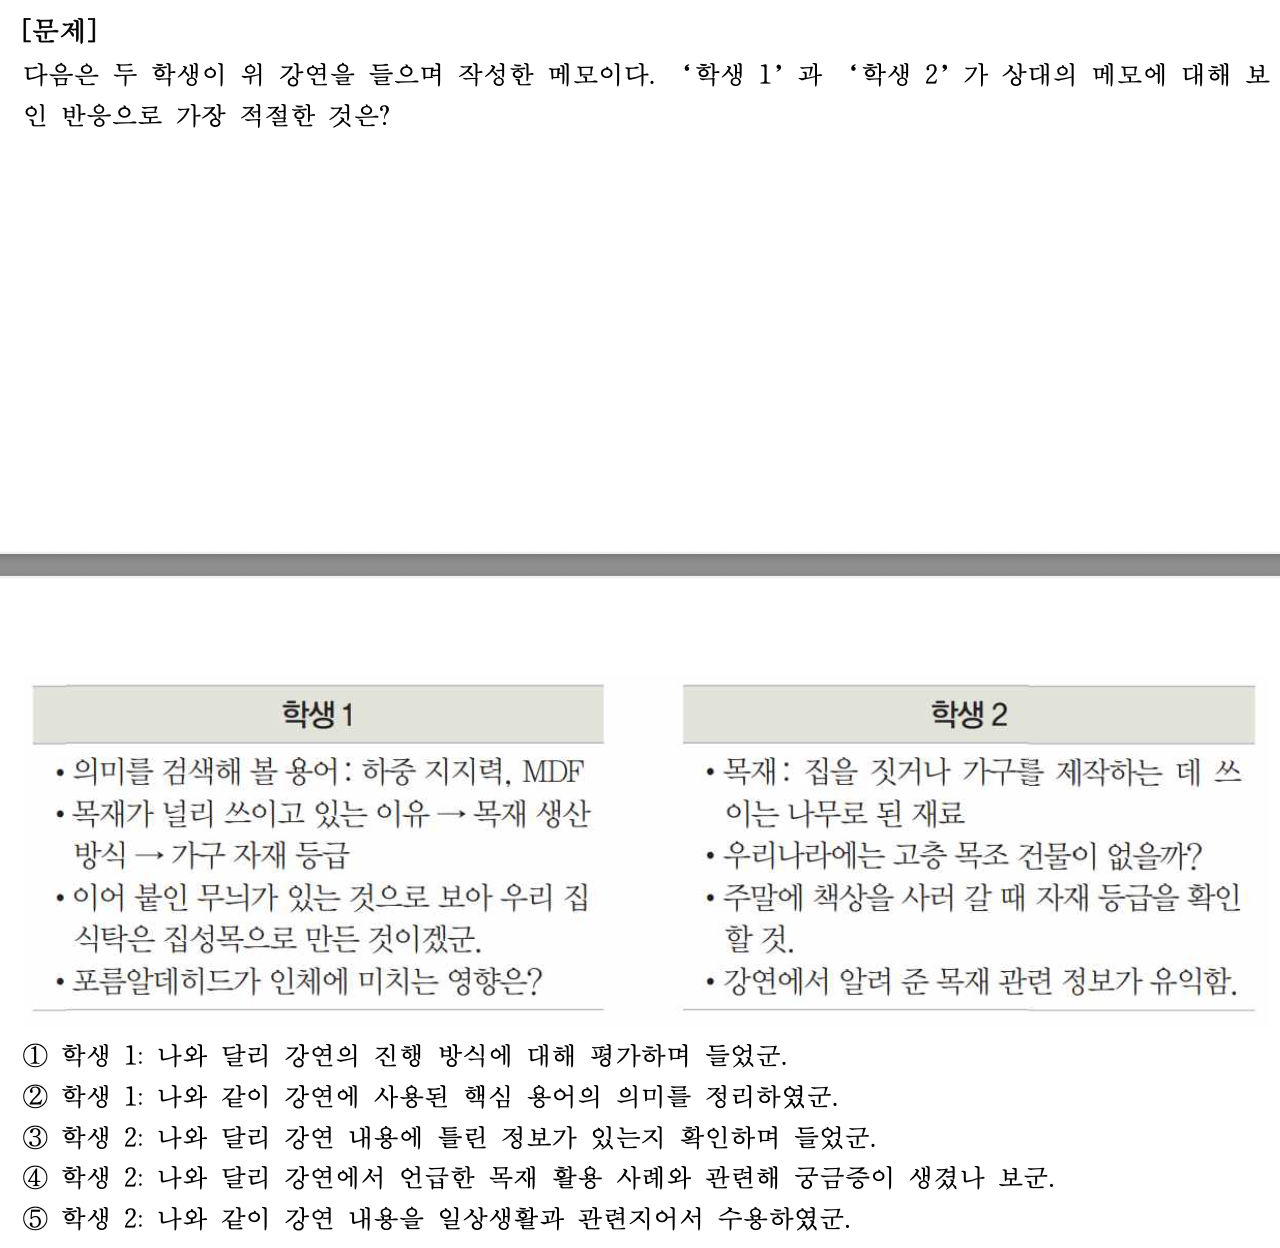 [문제]
다음은 두 학생이 위 강연을 들으며 작성한 메모이다. ‘학생 1’과 ‘학생 2’가 상대의 메모에 대해 보
인 반응으로 가장 적절한 것은?
학생 1
• 의미를 검색해 볼 용어: 하중 지지력, MDF
• 목재가 널리 쓰이고 있는 이유 → 목재 생산
방식 → 가구 자재 등급
• 이어 붙인 무늬가 있는 것으로 보아 우리 집
식탁은 집성목으로 만든 것이겠군.
• 포름알데히드가 인체에 미치는 영향은?
학생 2
• 목재: 집을 짓거나 가구를 제작하는 데 쓰
이는 나무로 된 재료
• 우리나라에는 고층 목조 건물이 없을까?
• 주말에 책상을 사러 갈 때 자재 등급을 확인
할 것.
• 강연에서 알려 준 목재 관련 정보가 유익함.
① 학생 1: 나와 달리 강연의 진행 방식에 대해 평가하며 들었군.
② 학생 1: 나와 같이 강연에 사용된 핵심 용어의 의미를 정리하였군.
③ 학생 2: 나와 달리 강연 내용에 틀린 정보가 있는지 확인하며 들었군.
④ 학생 2: 나와 달리 강연에서 언급한 목재 활용 사례와 관련해 궁금증이 생겼나 보군.
⑤ 학생 2: 나와 같이 강연 내용을 일상생활과 관련지어서 수용하였군.